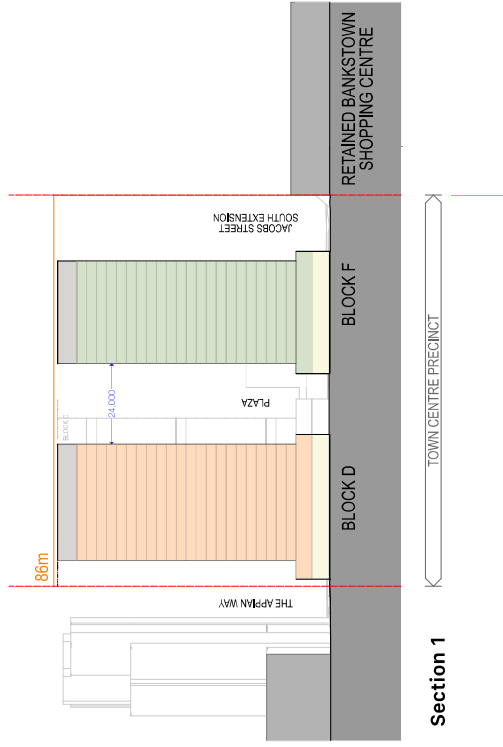 86m
BLOCK C
24.000
THE APPIAN WAY
PLAZA
JACOBS STREET
SOUTH EXTENSION
BLOCK D
BLOCK F
RETAINED BANKSTOWN
SHOPPING CENTRE
TOWN CENTRE PRECINCT
Section 1